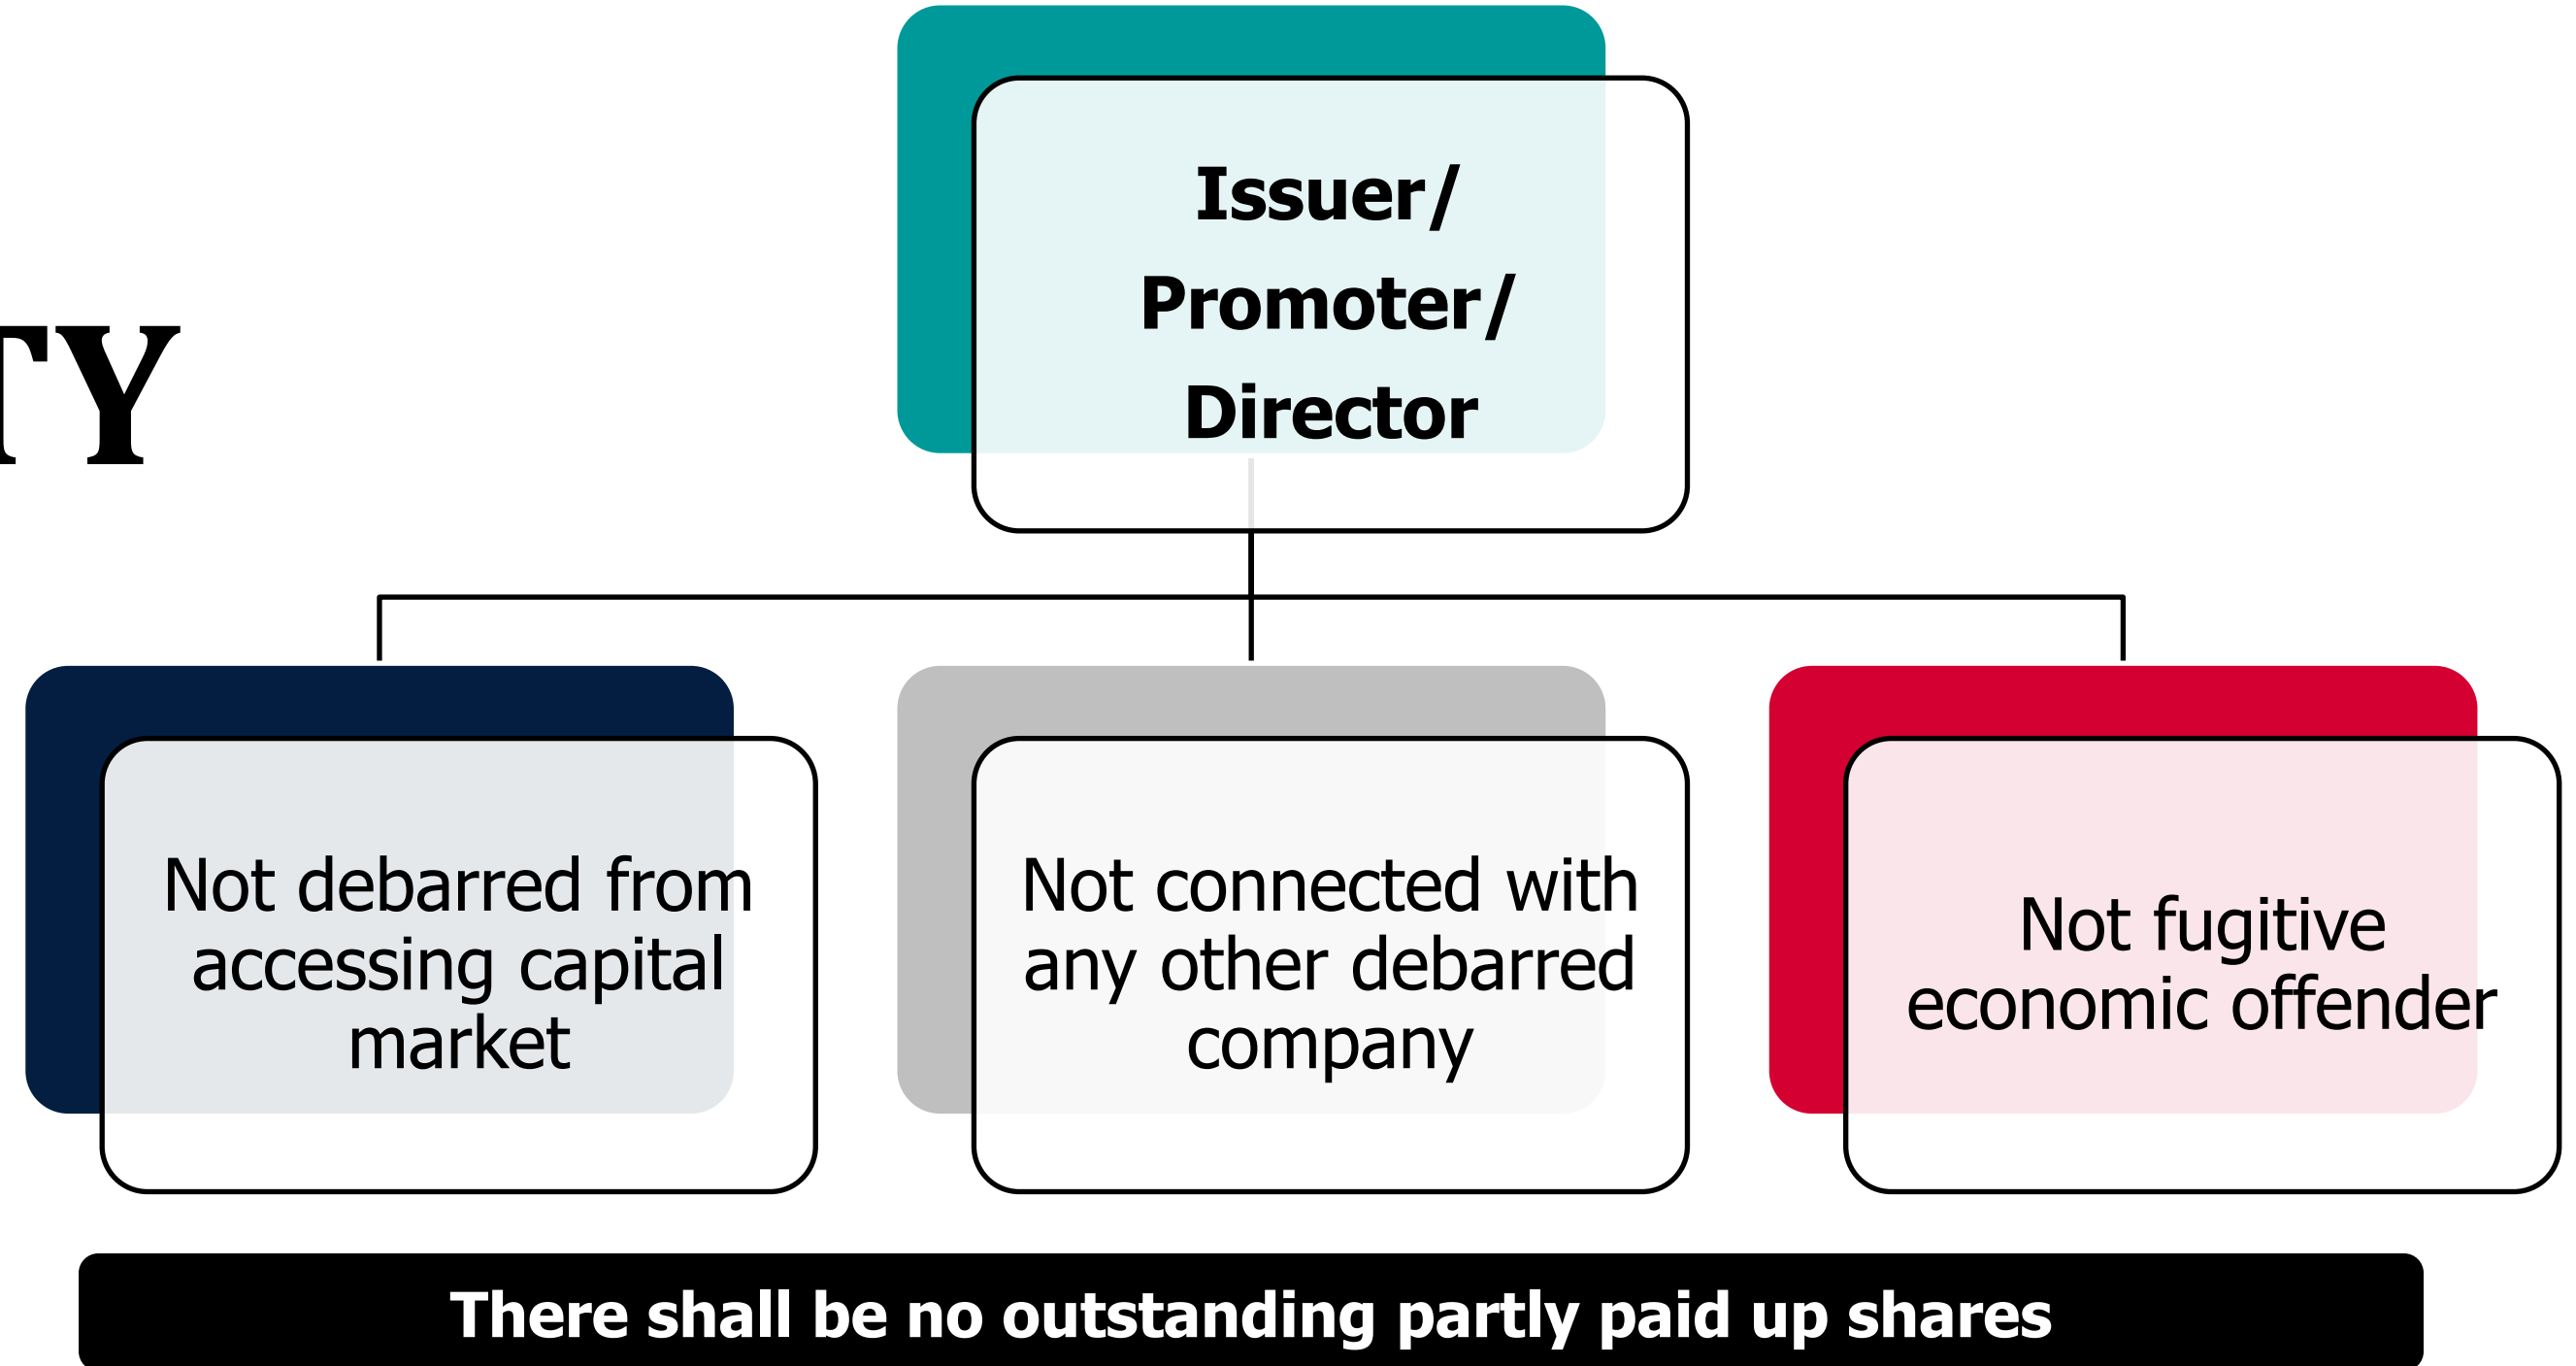 Issuer/
Promoter/
Director
TY
Not debarred from
accessing capital
market
Not connected with
any other debarred
company
Not fugitive
economic offender
There shall be no outstanding partly paid up shares